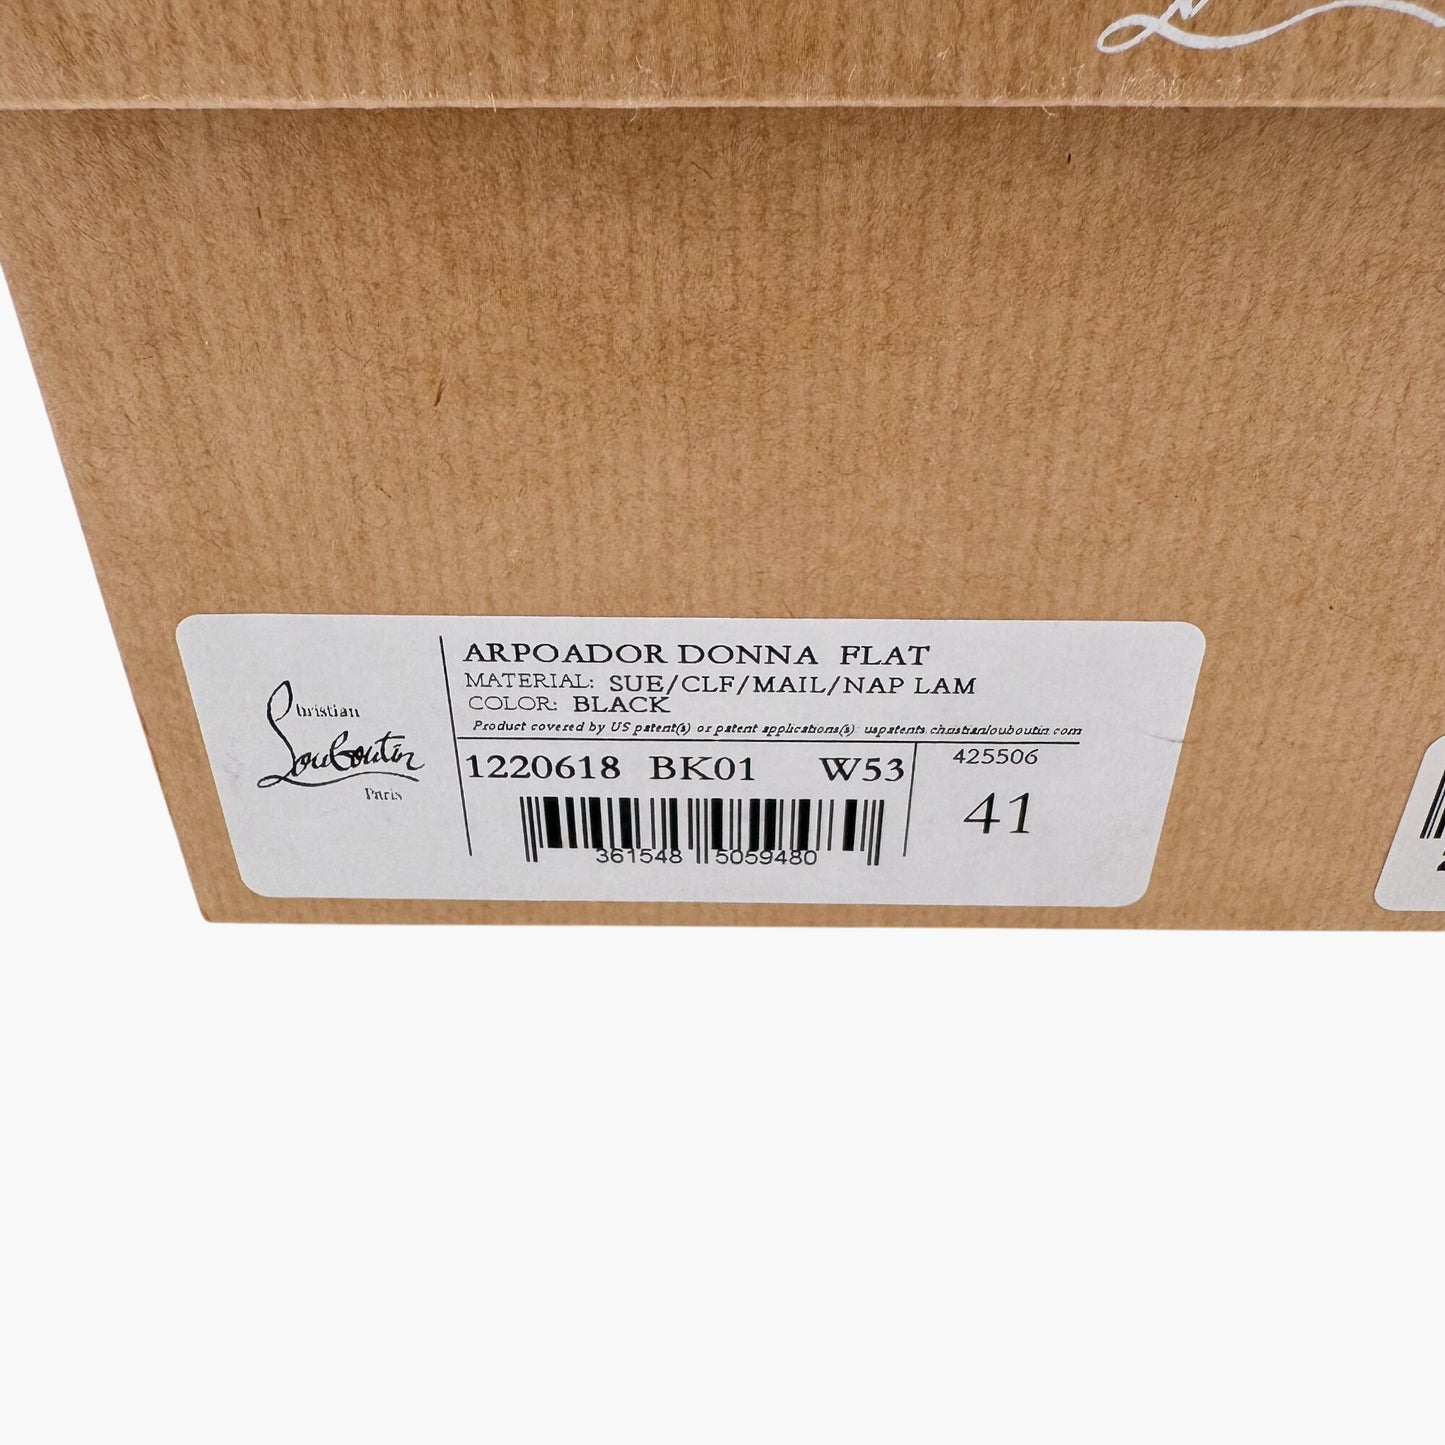 Christian
Louboutin
Paris
ARPOADOR DONNA FLAT
MATERIAL: SUE/CLF/MAIL/NAP LAM
COLOR: BLACK
Product covered by US patent(s) or patent applications(s): uspatents.christianlouboutin.com
1220618 BK01 W53
425506
41
361548 5059480